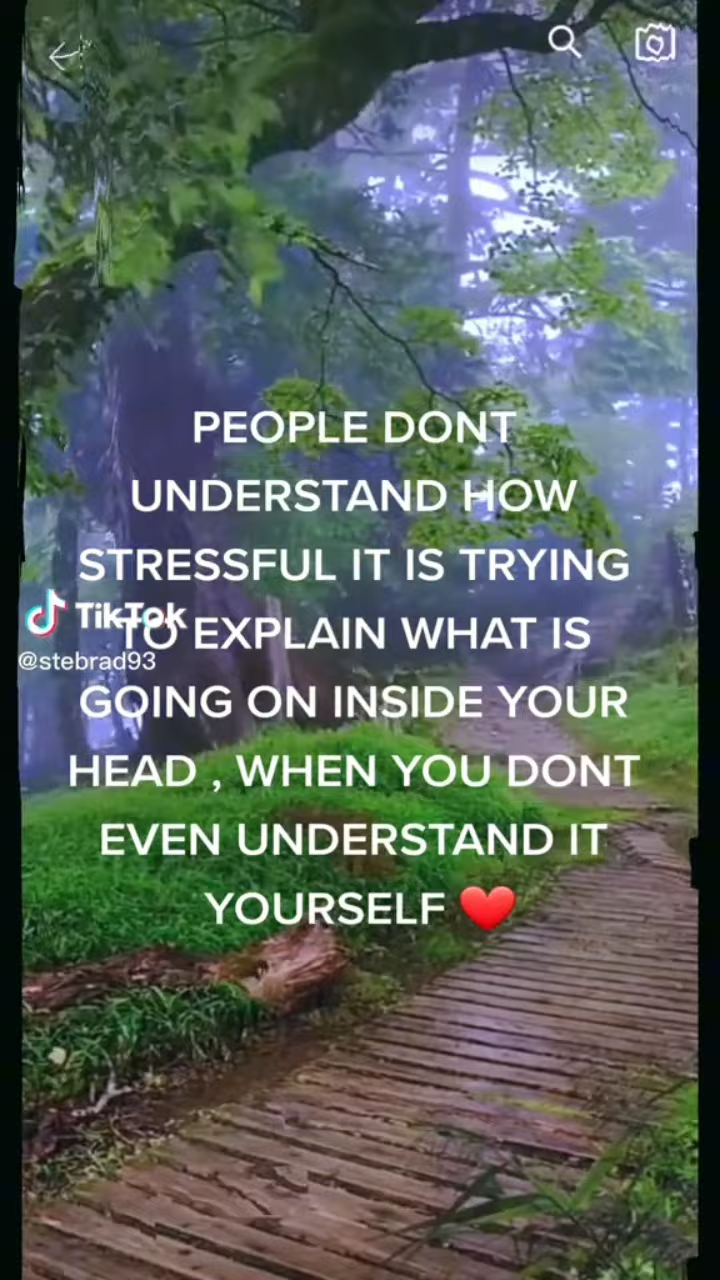 PEOPLE DONT
UNDERSTAND HOW
STRESSFUL IT IS TRYING
TikTok
TO EXPLAIN WHAT IS
@stebrad93
GOING ON INSIDE YOUR
HEAD , WHEN YOU DONT
EVEN UNDERSTAND IT
YOURSELF ❤️